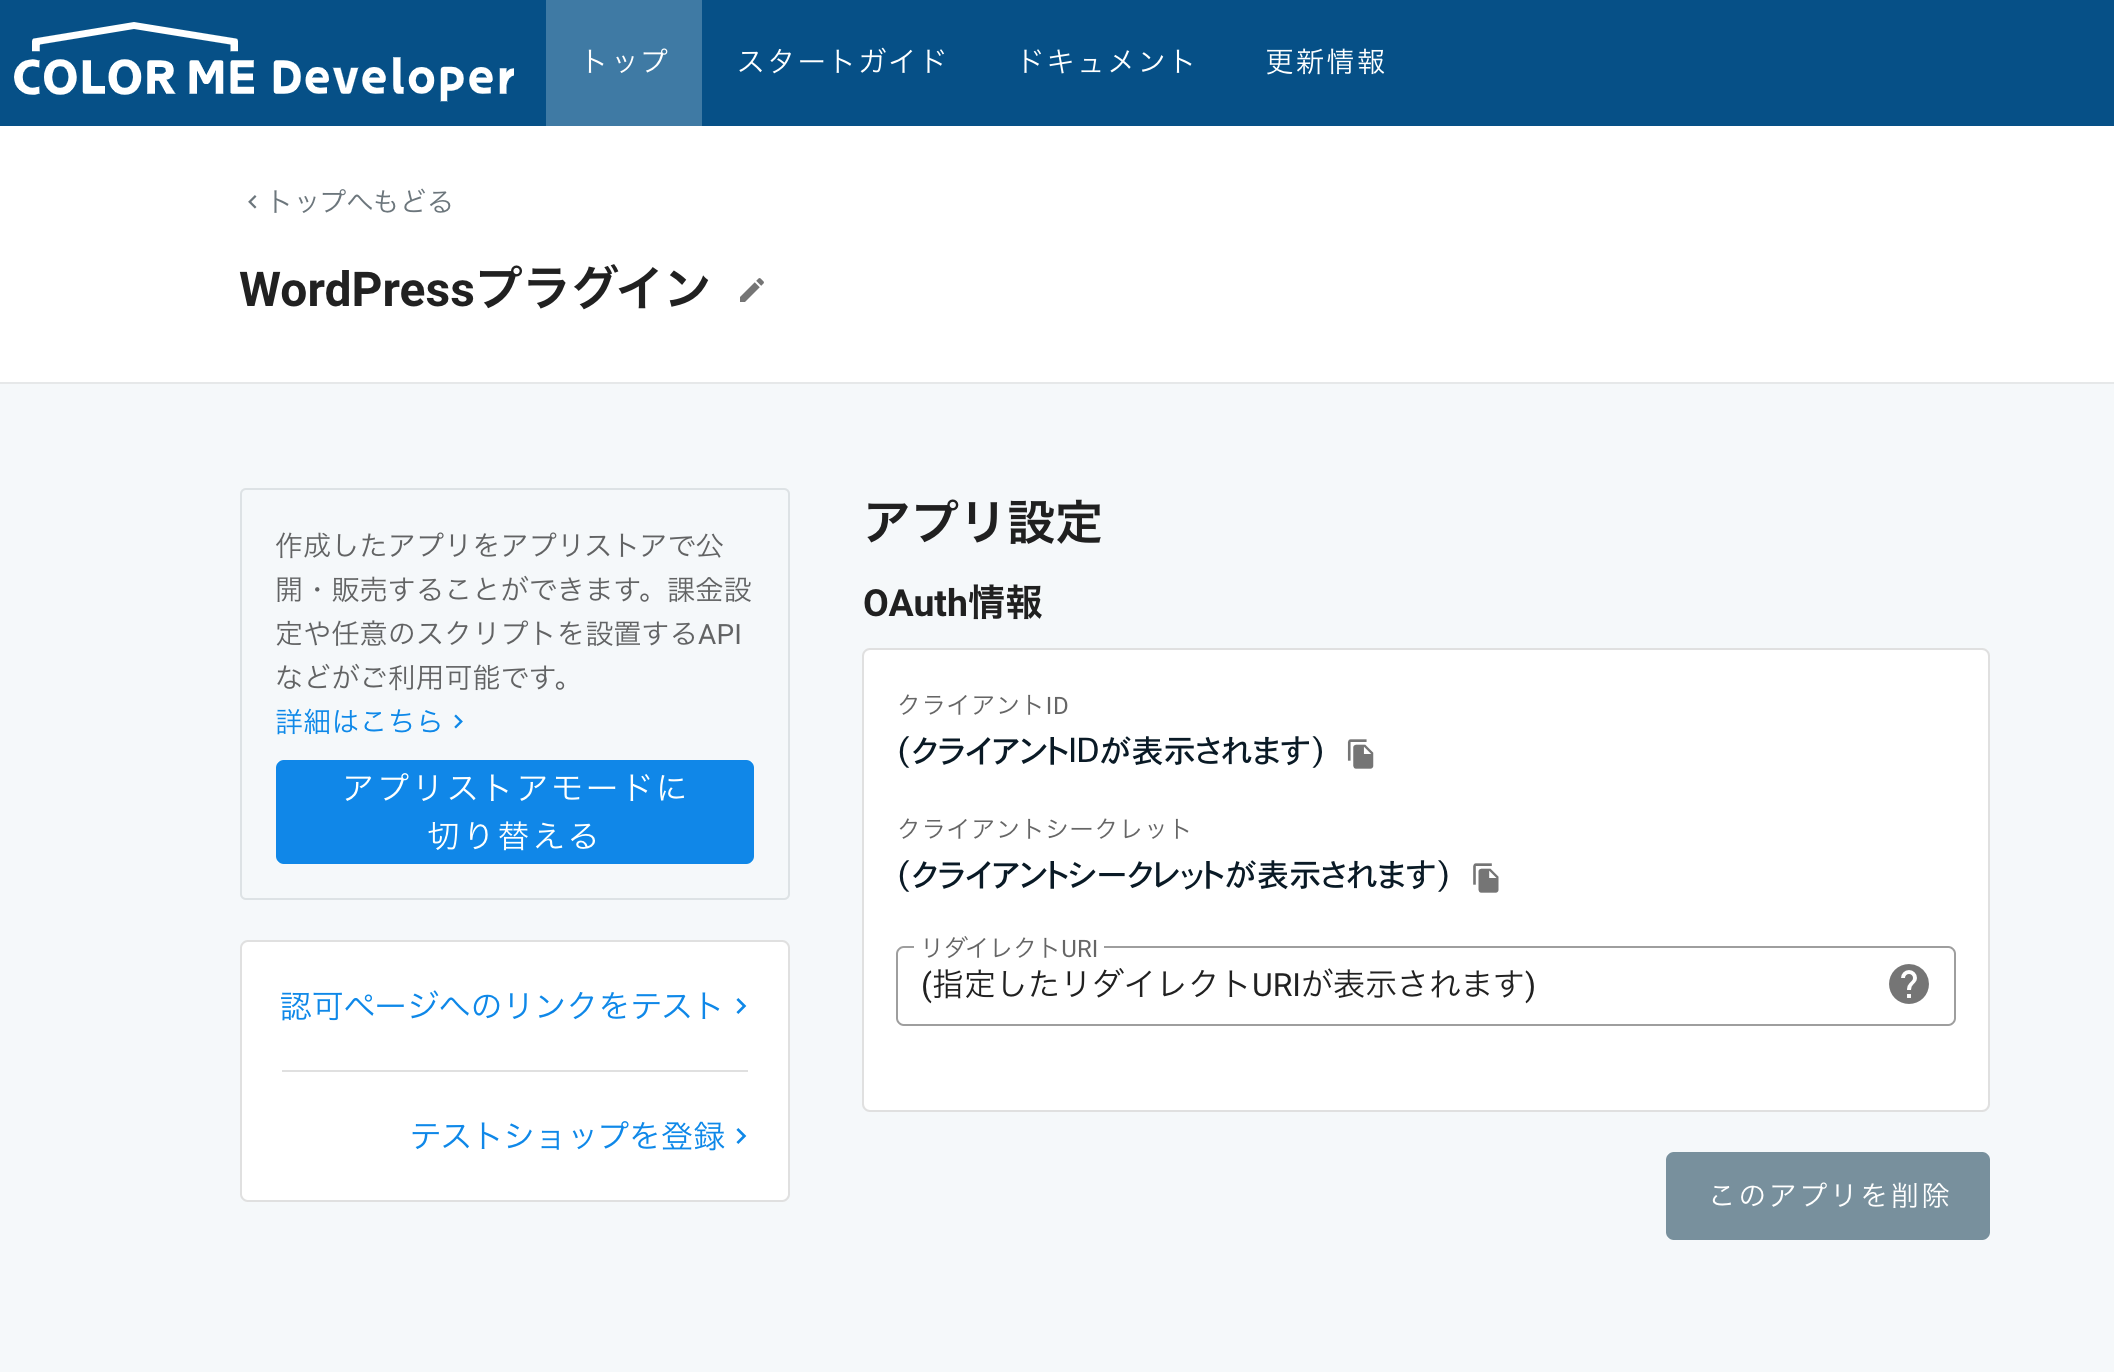 COLOR ME Developer
トップ
スタートガイド
ドキュメント
更新情報
トップへもどる
WordPressプラグイン
作成したアプリをアプリストアで公
開・販売することができます。課金設
定や任意のスクリプトを設置するAPI
などがご利用可能です。
詳細はこちら
アプリストアモードに
切り替える
認可ページへのリンクをテスト
テストショップを登録
アプリ設定
OAuth情報
クライアントID
(クライアントIDが表示されます)
クライアントシークレット
(クライアントシークレットが表示されます)
リダイレクトURI
(指定したリダイレクトURIが表示されます)
このアプリを削除